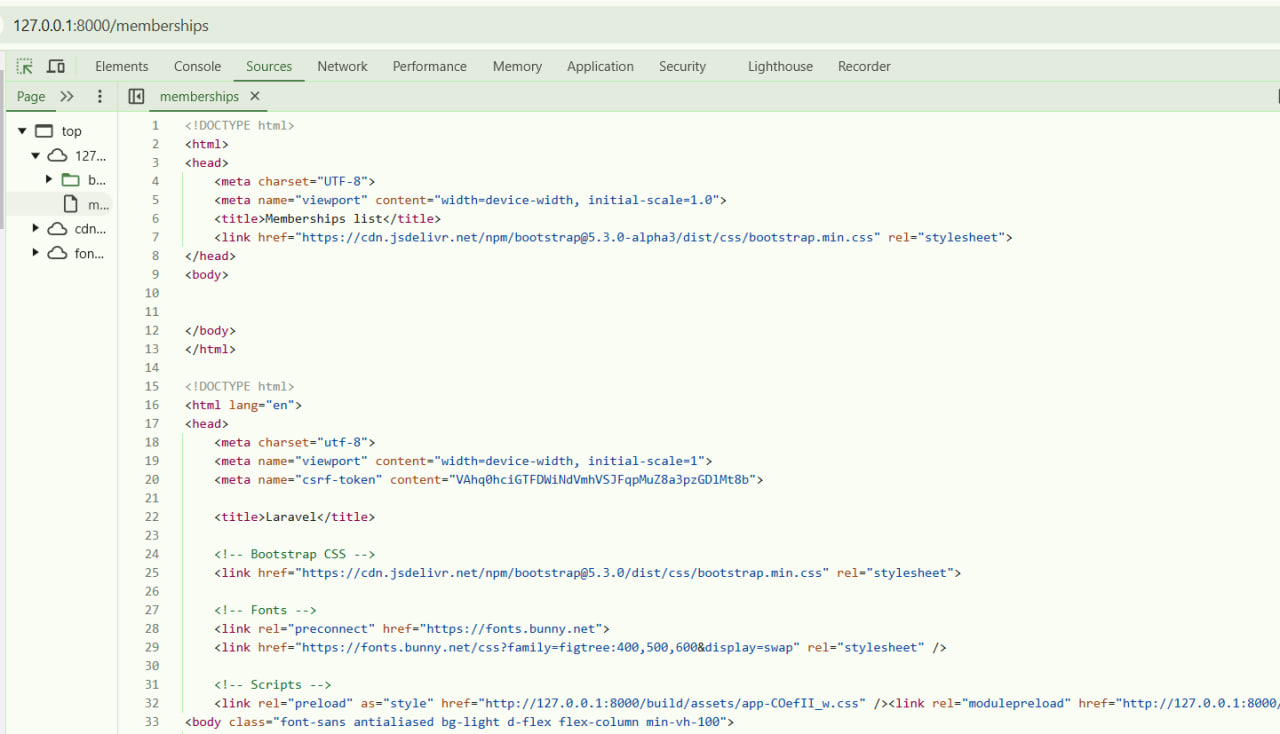 127.0.0.1:8000/memberships
Elements Console Sources Network Performance Memory Application Security Lighthouse Recorder
Page memberships
top
127...
b...
m...
cdn...
fon...
1 <!DOCTYPE html>
2 <html>
3 <head>
4 <meta charset="UTF-8">
5 <meta name="viewport" content="width=device-width, initial-scale=1.0">
6 <title>Memberships list</title>
7 <link href="https://cdn.jsdelivr.net/npm/bootstrap@5.3.0-alpha3/dist/css/bootstrap.min.css" rel="stylesheet">
8 </head>
9 <body>
10
11
12 </body>
13 </html>
14
15 <!DOCTYPE html>
16 <html lang="en">
17 <head>
18 <meta charset="utf-8">
19 <meta name="viewport" content="width=device-width, initial-scale=1">
20 <meta name="csrf-token" content="VAhq0hciGTFDWiNdVmhVSJFqpMuZ8a3pzGDlMt8b">
21
22 <title>Laravel</title>
23
24 <!-- Bootstrap CSS -->
25 <link href="https://cdn.jsdelivr.net/npm/bootstrap@5.3.0/dist/css/bootstrap.min.css" rel="stylesheet">
26
27 <!-- Fonts -->
28 <link rel="preconnect" href="https://fonts.bunny.net">
29 <link href="https://fonts.bunny.net/css?family=figtree:400,500,600&display=swap" rel="stylesheet" />
30
31 <!-- Scripts -->
32 <link rel="preload" as="style" href="http://127.0.0.1:8000/build/assets/app-COefII_w.css" /><link rel="modulepreload" href="http://127.0.0.1:8000/
33 <body class="font-sans antialiased bg-light d-flex flex-column min-vh-100">